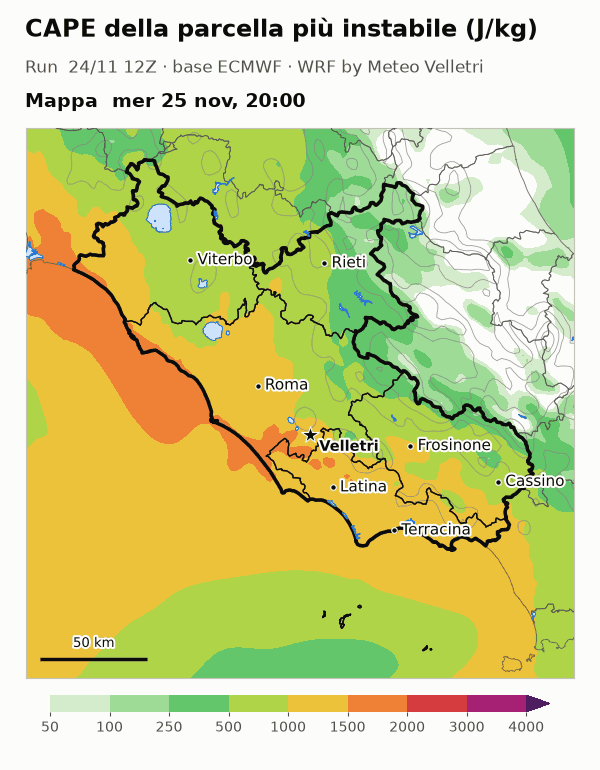 CAPE della parcella più instabile (J/kg)
Run  24/11 12Z · base ECMWF · WRF by Meteo Velletri
Mappa  mer 25 nov, 20:00
Viterbo
Rieti
Roma
Velletri
Frosinone
Latina
Cassino
Terracina
50 km
50 100 250 500 1000 1500 2000 3000 4000